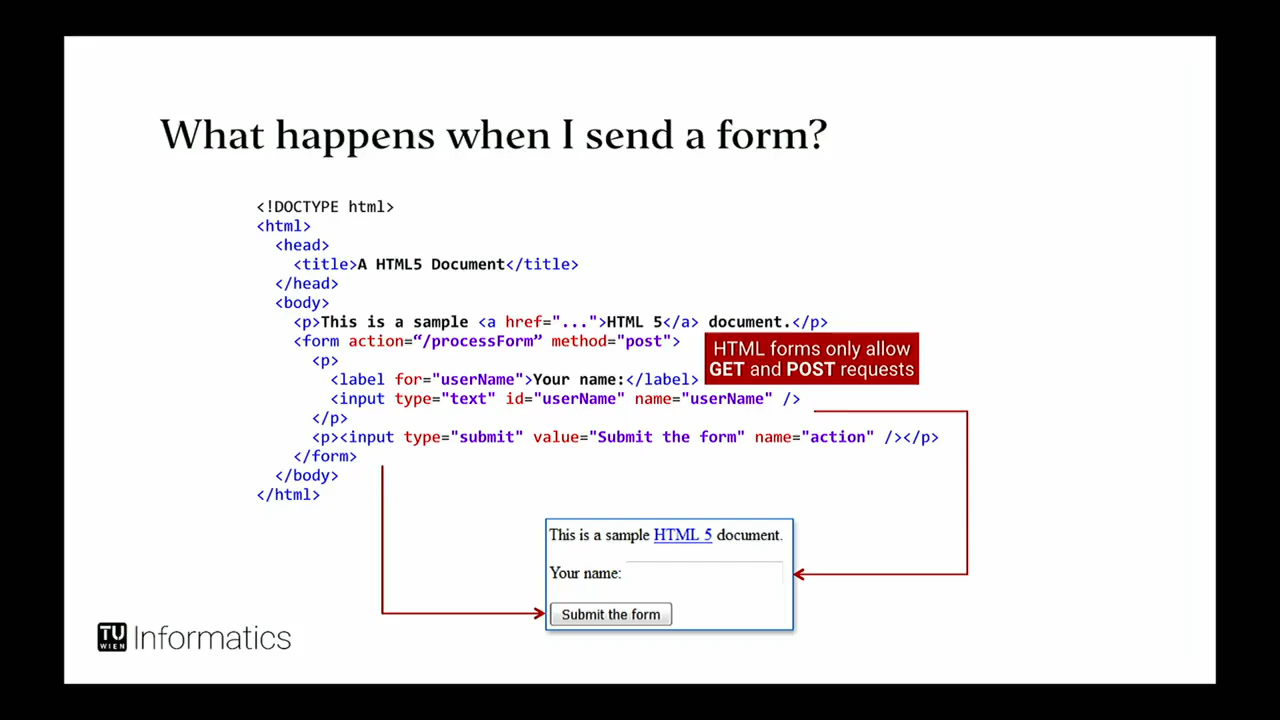 What happens when I send a form?
<!DOCTYPE html>
<html>
<head>
<title>A HTML5 Document</title>
</head>
<body>
<p>This is a sample <a href="...">HTML 5</a> document.</p>
<form action=“/processForm” method="post">
HTML forms only allow
GET and POST requests
<p>
<label for="userName">Your name:</label>
<input type="text" id="userName" name="userName" />
</p>
<p><input type="submit" value="Submit the form" name="action" /></p>
</form>
</body>
</html>
This is a sample HTML 5 document.
Your name:
Submit the form
TU WIEN Informatics